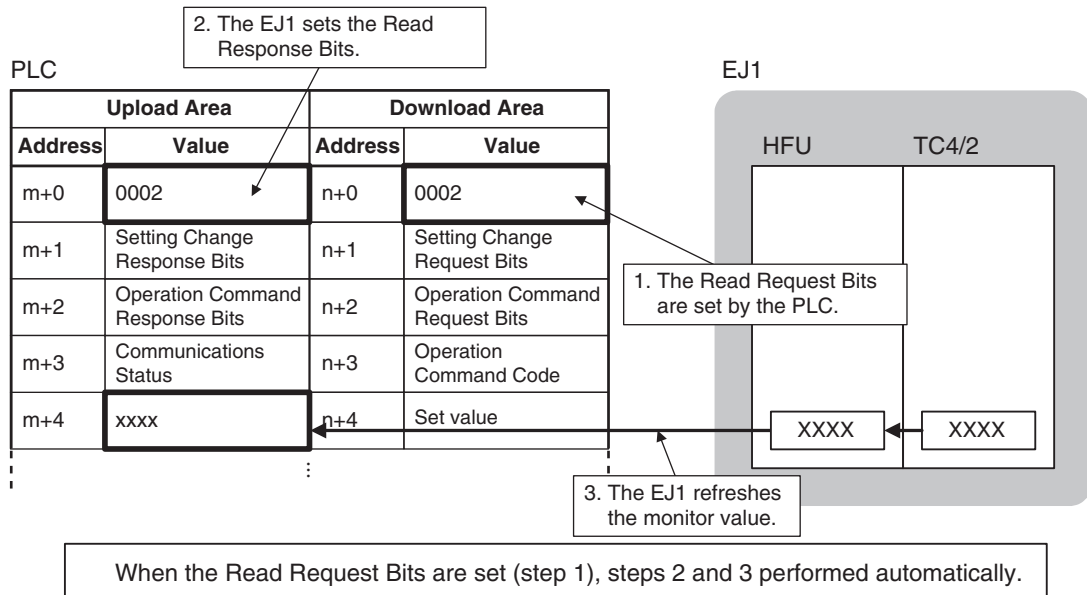 2. The EJ1 sets the Read
Response Bits.
PLC
EJ1
Upload Area Download Area
Address Value Address Value
HFU TC4/2
m+0 0002 n+0 0002
m+1 Setting Change
Response Bits n+1 Setting Change
Request Bits
1. The Read Request Bits
are set by the PLC.
m+2 Operation Command
Response Bits n+2 Operation Command
Request Bits
m+3 Communications
Status n+3 Operation
Command Code
m+4 xxxx n+4 Set value
XXXX XXXX
3. The EJ1 refreshes
the monitor value.
When the Read Request Bits are set (step 1), steps 2 and 3 performed automatically.